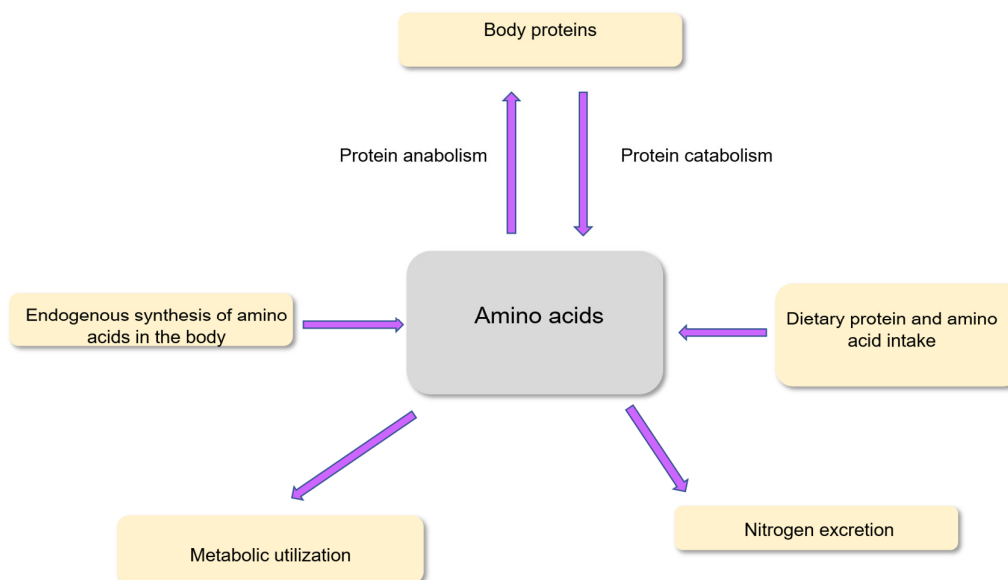 Body proteins
Protein anabolism
Protein catabolism
Endogenous synthesis of amino
acids in the body
Amino acids
Dietary protein and amino
acid intake
Metabolic utilization
Nitrogen excretion